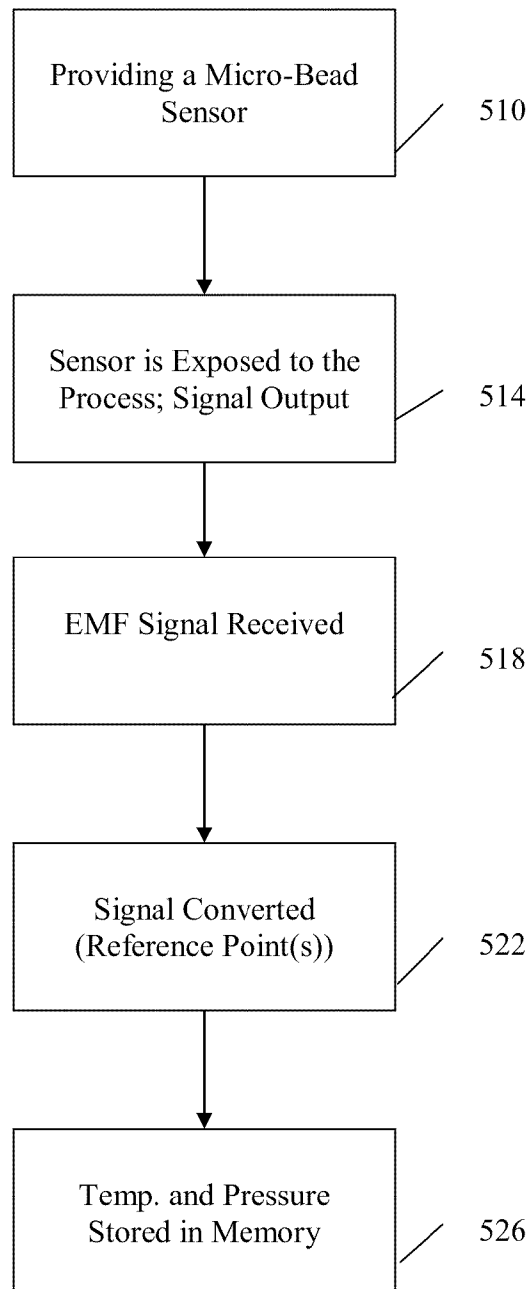 Providing a Micro-Bead
Sensor
510
Sensor is Exposed to the
Process; Signal Output
514
EMF Signal Received
518
Signal Converted
(Reference Point(s))
522
Temp. and Pressure
Stored in Memory
526